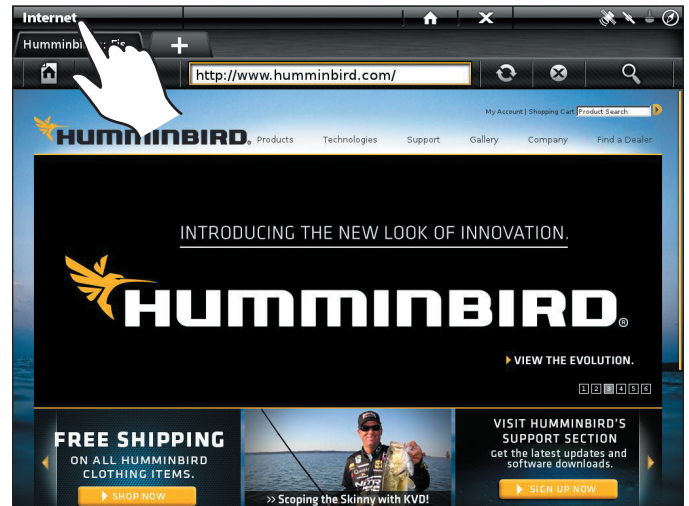 Internet
Humminbi
http://www.humminbird.com/
My Account | Shopping Cart Product Search
HUMMINBIRD®
Products Technologies Support Gallery Company Find a Dealer
INTRODUCING THE NEW LOOK OF INNOVATION.
HUMMINBIRD®
VIEW THE EVOLUTION.
1 2 3 4 5 6
FREE SHIPPING
ON ALL HUMMINBIRD
CLOTHING ITEMS.
SHOP NOW
>> Scoping the Skinny with KVD!
VISIT HUMMINBIRD'S
SUPPORT SECTION
Get the latest updates and
software downloads.
SIGN UP NOW